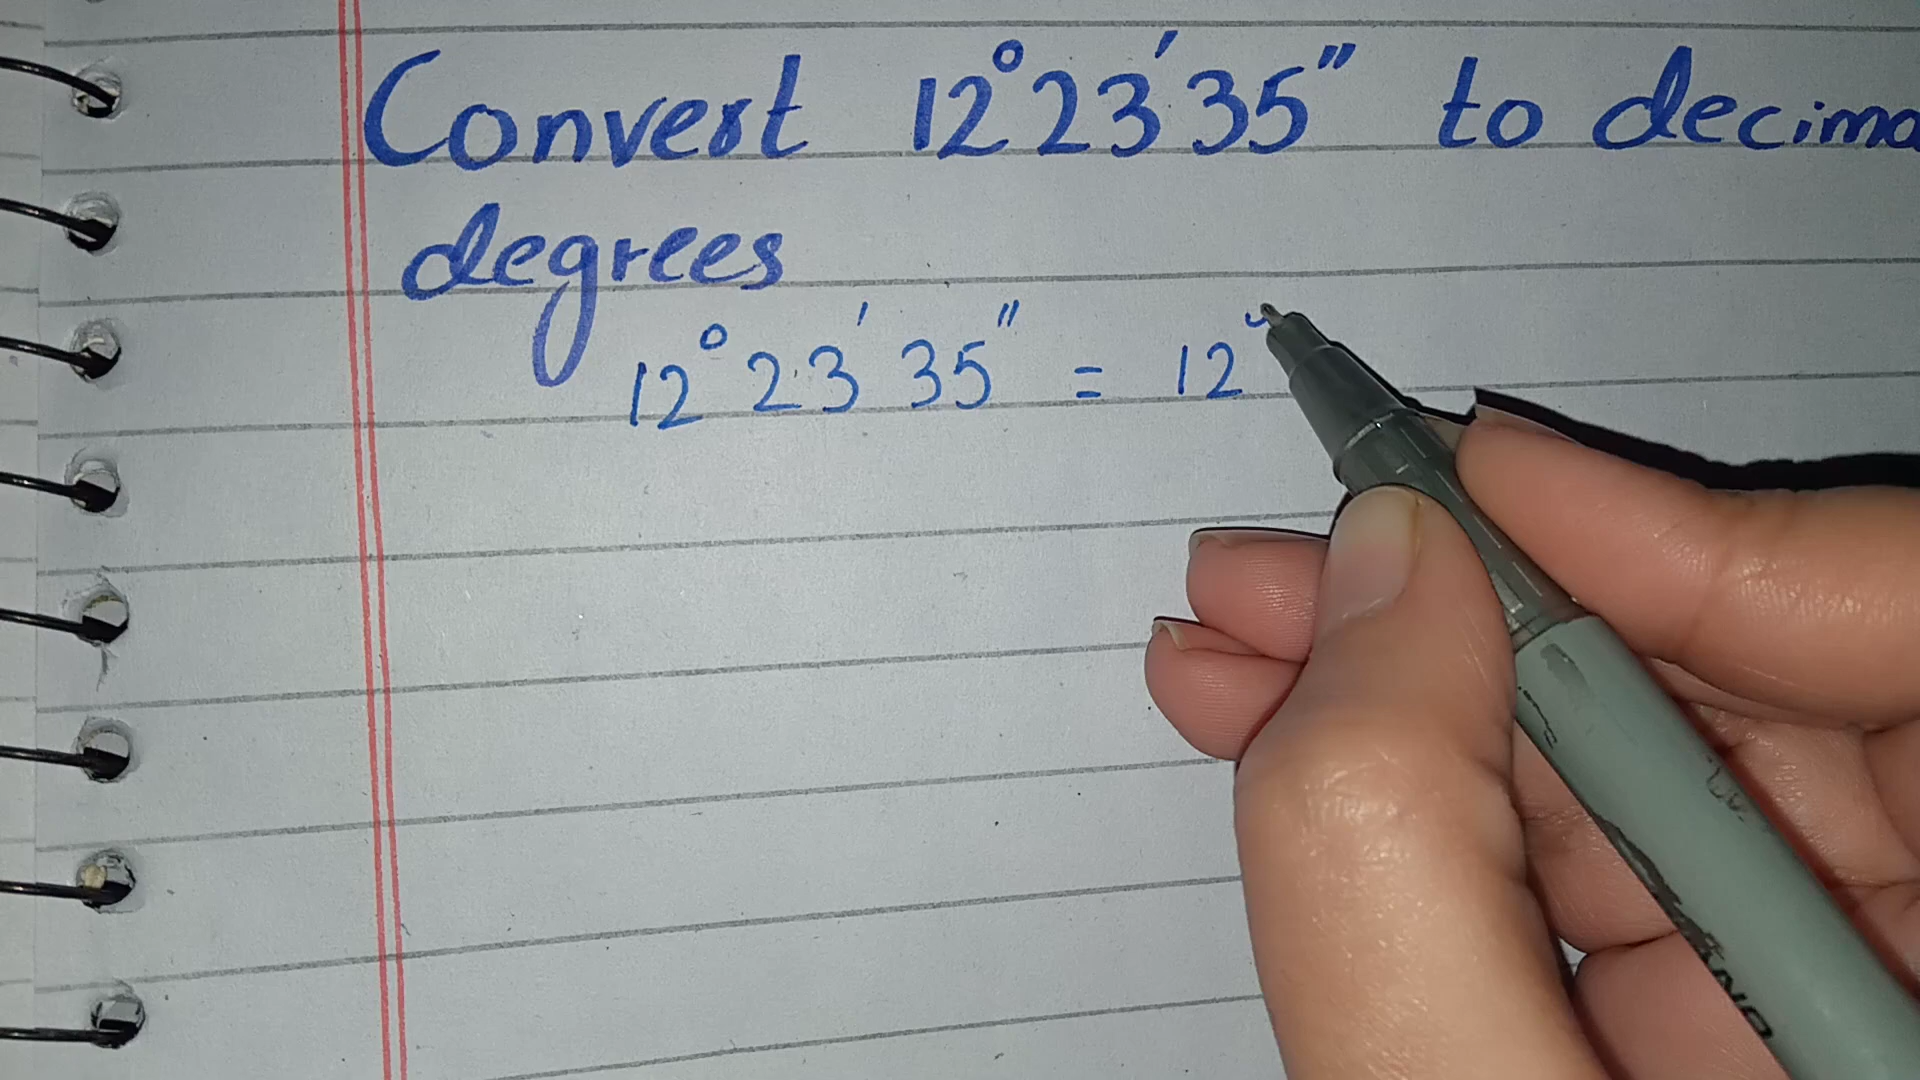 Convert 12°23'35" to decima
degrees
12° 23' 35" = 12